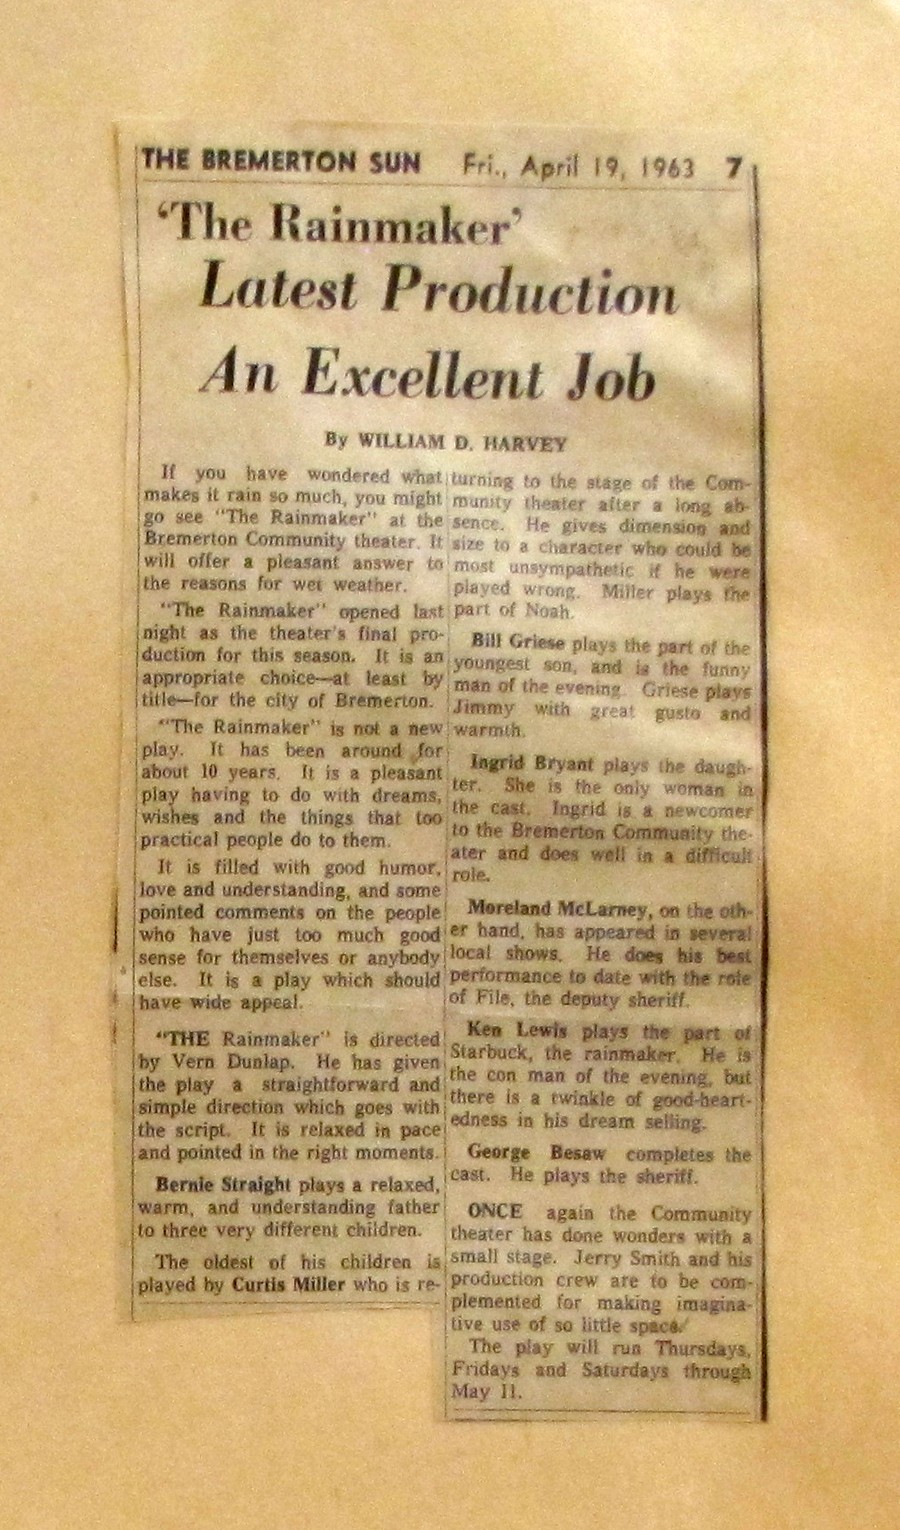 THE BREMERTON SUN Fri., April 19, 1963 7
'The Rainmaker'
Latest Production
An Excellent Job
By WILLIAM D. HARVEY
If you have wondered what
makes it rain so much, you might
go see "The Rainmaker" at the
Bremerton Community theater. It
will offer a pleasant answer to
the reasons for wet weather.
"The Rainmaker" opened last
night as the theater's final pro-
duction for this season. It is an
appropriate choice—at least by
title—for the city of Bremerton.
"The Rainmaker" is not a new
play. It has been around for
about 10 years. It is a pleasant
play having to do with dreams,
wishes and the things that too
practical people do to them.
It is filled with good humor,
love and understanding, and some
pointed comments on the people
who have just too much good
sense for themselves or anybody
else. It is a play which should
have wide appeal.
"THE Rainmaker" is directed
by Vern Dunlap. He has given
the play a straightforward and
simple direction which goes with
the script. It is relaxed in pace
and pointed in the right moments.
Bernie Straight plays a relaxed,
warm, and understanding father
to three very different children.
The oldest of his children is
played by Curtis Miller who is re-
turning to the stage of the Com-
munity theater after a long ab-
sence. He gives dimension and
size to a character who could be
most unsympathetic if he were
played wrong. Miller plays the
part of Noah.
Bill Griese plays the part of the
youngest son, and is the funny
man of the evening. Griese plays
Jimmy with great gusto and
warmth.
Ingrid Bryant plays the daugh-
ter. She is the only woman in
the cast. Ingrid is a newcomer
to the Bremerton Community the-
ater and does well in a difficult
role.
Moreland McLarney, on the oth-
er hand, has appeared in several
local shows. He does his best
performance to date with the role
of File, the deputy sheriff.
Ken Lewis plays the part of
Starbuck, the rainmaker. He is
the con man of the evening, but
there is a twinkle of good-heart-
edness in his dream selling.
George Besaw completes the
cast. He plays the sheriff.
ONCE again the Community
theater has done wonders with a
small stage. Jerry Smith and his
production crew are to be com-
plemented for making imagina-
tive use of so little space.
The play will run Thursdays,
Fridays and Saturdays through
May 11.